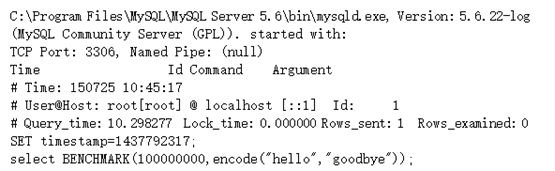 C:\Program Files\MySQL\MySQL Server 5.6\bin\mysqld.exe, Version: 5.6.22-log
(MySQL Community Server (GPL)). started with:
TCP Port: 3306, Named Pipe: (null)
Time                 Id Command    Argument
# Time: 150725 10:45:17
# User@Host: root[root] @ localhost [::1]  Id:     1
# Query_time: 10.298277  Lock_time: 0.000000 Rows_sent: 1  Rows_examined: 0
SET timestamp=1437792317;
select BENCHMARK(100000000,encode("hello","goodbye"));